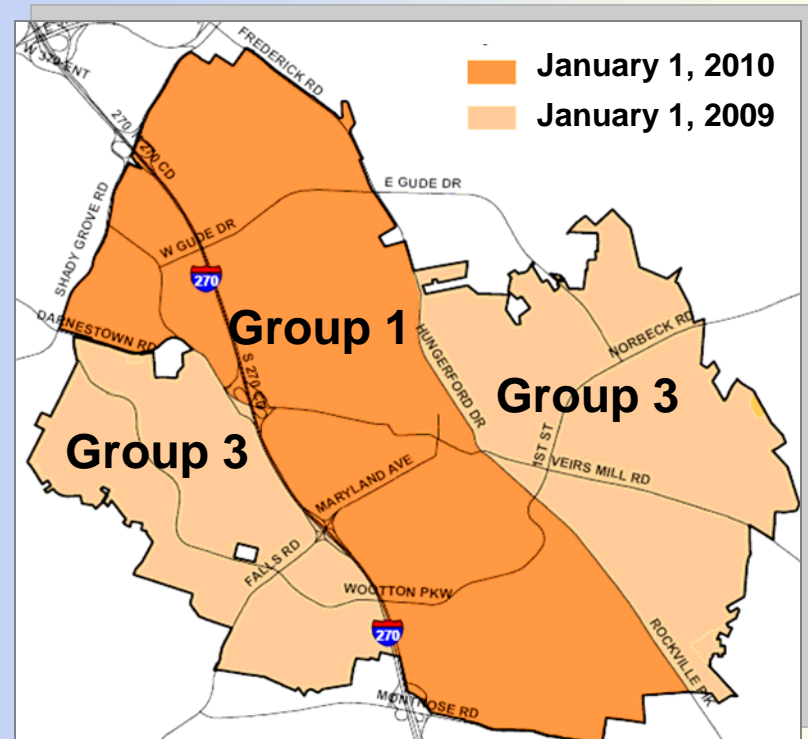 FREDERICK RD
W 370 ENT
January 1, 2010
January 1, 2009
270 CD
E GUDE DR
SHADY GROVE RD
W GUDE DR
270
DARNESTOWN RD
Group 1
S 270 CD
HUNGERFORD DR
NORBECK RD
Group 3
Group 3
1ST ST
VEIRS MILL RD
MARYLAND AVE
FALLS RD
WOOTTON PKW
270
ROCKVILLE PIK
MONTROSE RD